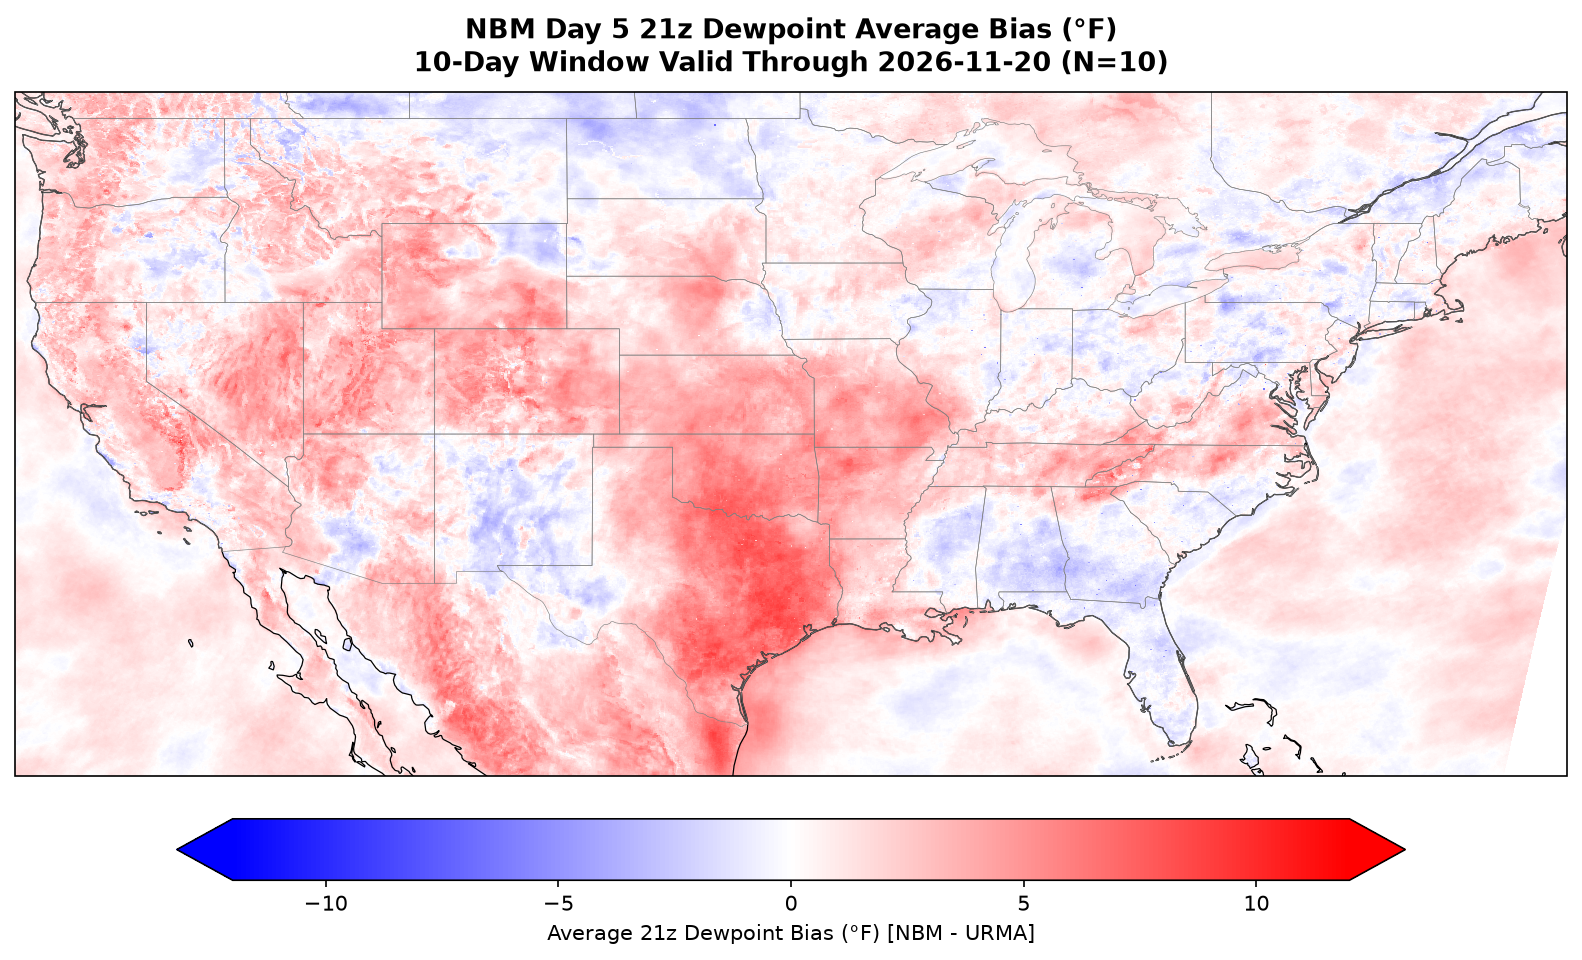 NBM Day 5 21z Dewpoint Average Bias (°F)
10-Day Window Valid Through 2026-11-20 (N=10)
−10 −5 0 5 10
Average 21z Dewpoint Bias (°F) [NBM - URMA]